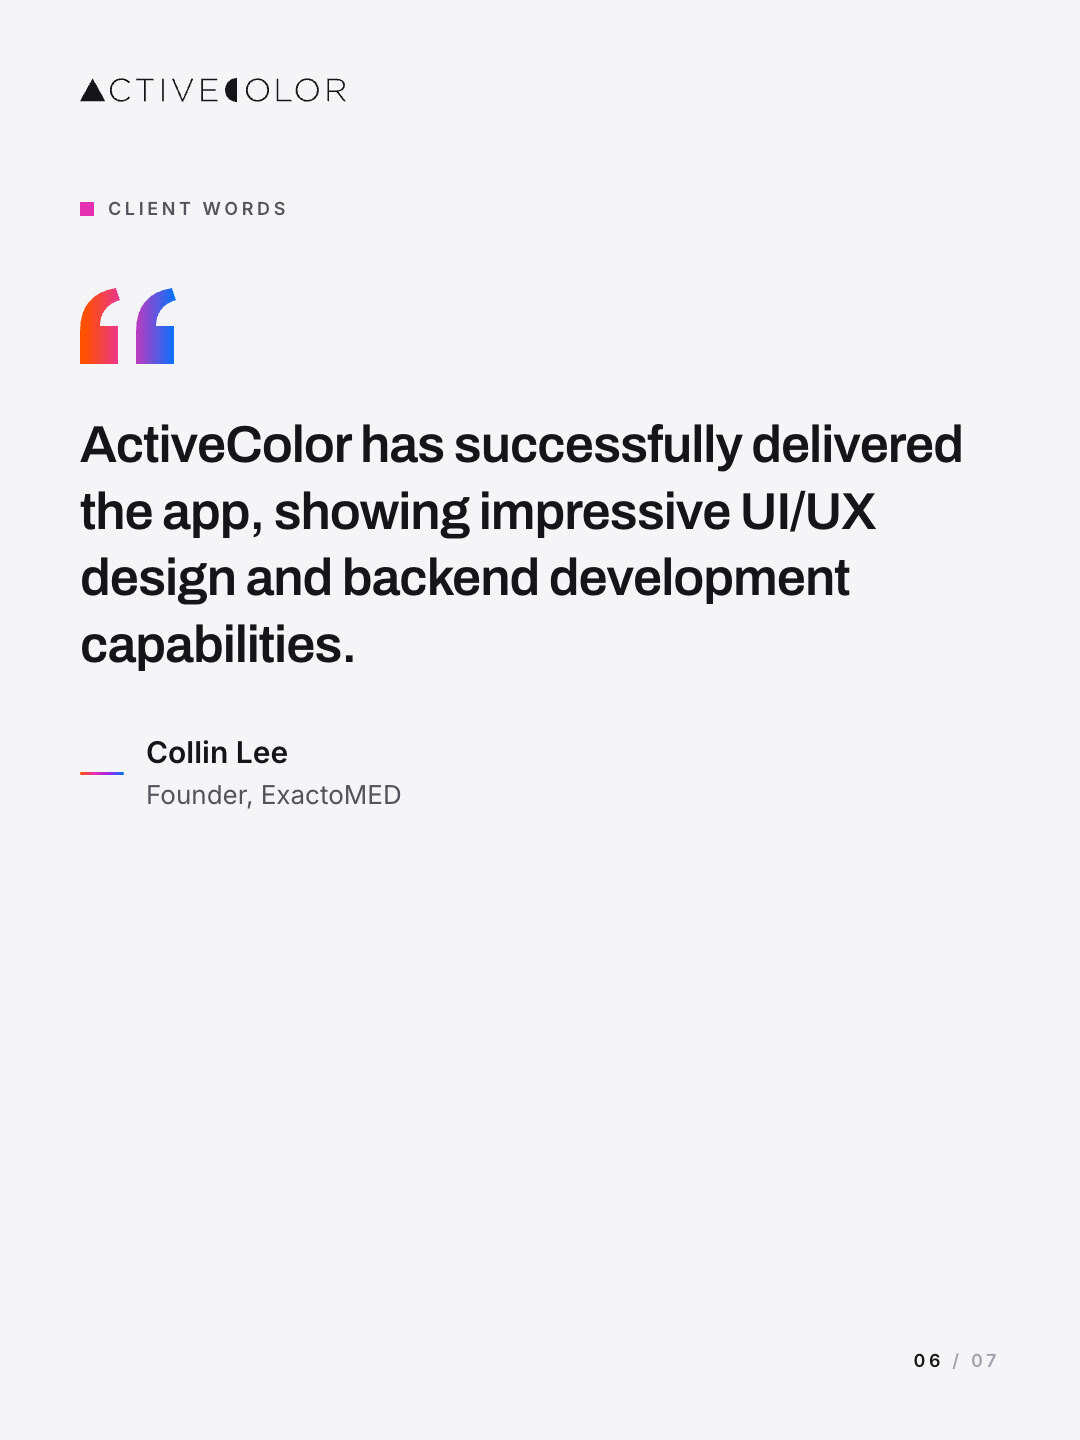 ACTIVECOLOR
CLIENT WORDS
“
ActiveColor has successfully delivered
the app, showing impressive UI/UX
design and backend development
capabilities.
Collin Lee
Founder, ExactoMED
06 / 07